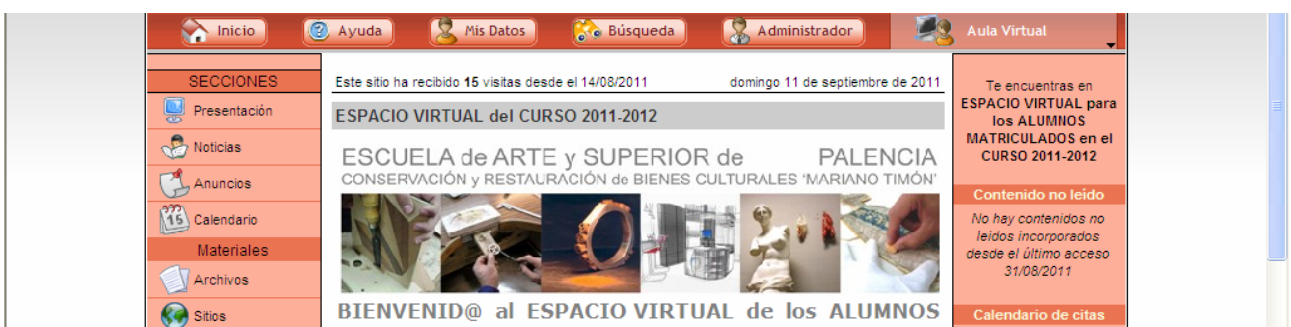 Inicio
Ayuda
Mis Datos
Búsqueda
Administrador
Aula Virtual
SECCIONES
Presentación
Noticias
Anuncios
15
Calendario
Materiales
Archivos
Sitios
Este sitio ha recibido 15 visitas desde el 14/08/2011
domingo 11 de septiembre de 2011
ESPACIO VIRTUAL del CURSO 2011-2012
ESCUELA de ARTE y SUPERIOR de PALENCIA
CONSERVACIÓN y RESTAURACIÓN de BIENES CULTURALES 'MARIANO TIMÓN'
BIENVENID@ al ESPACIO VIRTUAL de los ALUMNOS
Te encuentras en
ESPACIO VIRTUAL para
los ALUMNOS
MATRICULADOS en el
CURSO 2011-2012
Contenido no leído
No hay contenidos no
leidos incorporados
desde el último acceso
31/08/2011
Calendario de citas